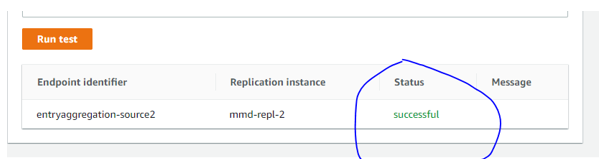 Run test
Endpoint identifier Replication instance Status Message
entryaggregation-source2 mmd-repl-2 successful